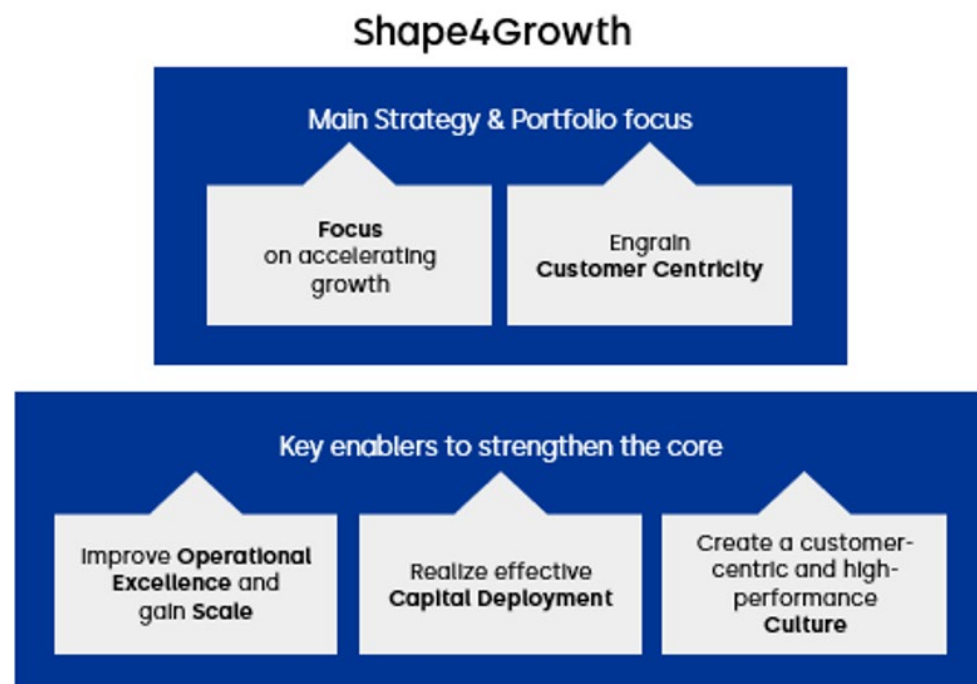 Shape4Growth
Main Strategy & Portfolio focus
Focus
on accelerating
growth
Engrain
Customer Centricity
Key enablers to strengthen the core
Improve Operational
Excellence and
gain Scale
Realize effective
Capital Deployment
Create a customer-
centric and high-
performance
Culture